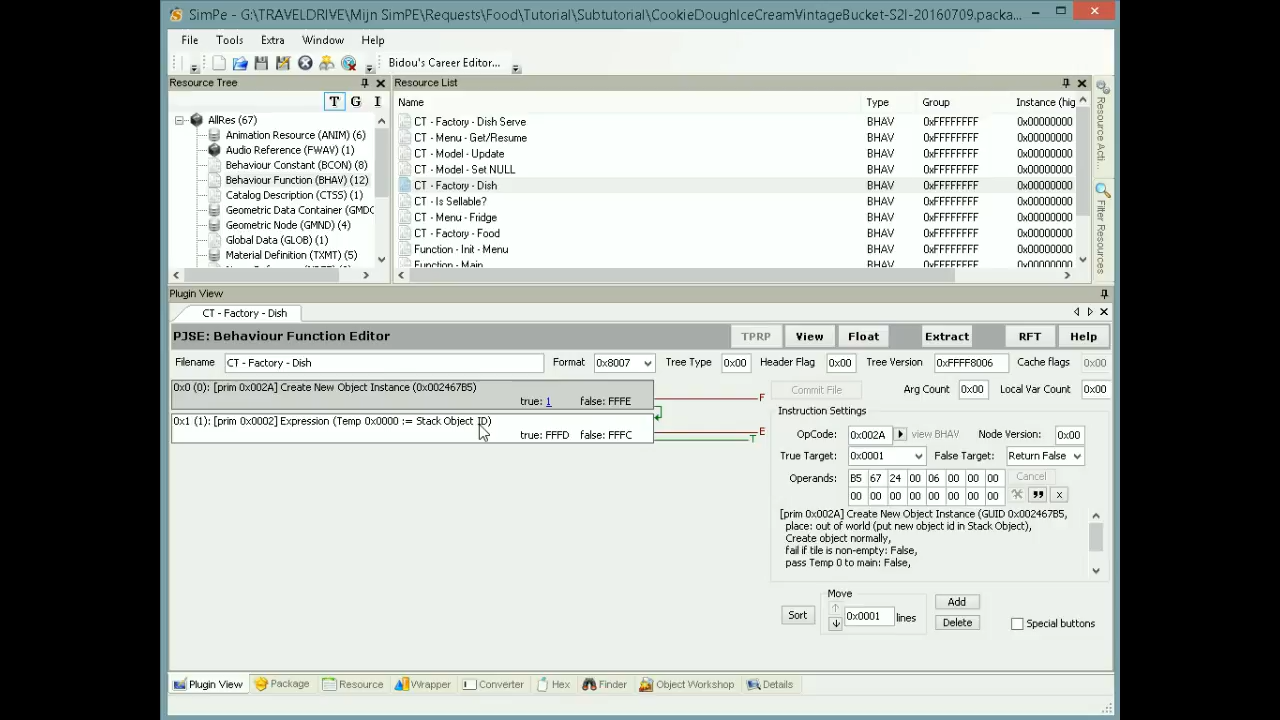 SimPe - G:\TRAVELDRIVE\Mijn SimPE\Requests\Food\Tutorial\Subtutorial\CookieDoughIceCreamVintageBucket-S2I-20160709.packa...
File Tools Extra Window Help
Bidou's Career Editor...
Resource Tree
T G I
AllRes (67)
Animation Resource (ANIM) (6)
Audio Reference (FWAV) (1)
Behaviour Constant (BCON) (8)
Behaviour Function (BHAV) (12)
Catalog Description (CTSS) (1)
Geometric Data Container (GMDC
Geometric Node (GMND) (4)
Global Data (GLOB) (1)
Material Definition (TXMT) (5)
Resource List
Name Type Group Instance (hig
CT - Factory - Dish Serve BHAV 0xFFFFFFFF 0x00000000
CT - Menu - Get/Resume BHAV 0xFFFFFFFF 0x00000000
CT - Model - Update BHAV 0xFFFFFFFF 0x00000000
CT - Model - Set NULL BHAV 0xFFFFFFFF 0x00000000
CT - Factory - Dish BHAV 0xFFFFFFFF 0x00000000
CT - Is Sellable? BHAV 0xFFFFFFFF 0x00000000
CT - Menu - Fridge BHAV 0xFFFFFFFF 0x00000000
CT - Factory - Food BHAV 0xFFFFFFFF 0x00000000
Function - Init - Menu BHAV 0xFFFFFFFF 0x00000000
Function - Main BHAV 0xFFFFFFFF 0x00000000
Resource Acti...
Filter Resources
Plugin View
CT - Factory - Dish
PJSE: Behaviour Function Editor
TPRP View Float Extract RFT Help
Filename CT - Factory - Dish Format 0x8007 Tree Type 0x00 Header Flag 0x00 Tree Version 0xFFFF8006 Cache flags 0x00
0x0 (0): [prim 0x002A] Create New Object Instance (0x002467B5)
true: 1 false: FFFE
F
0x1 (1): [prim 0x0002] Expression (Temp 0x0000 := Stack Object ID)
true: FFFD false: FFFC
E
T
Commit File Arg Count 0x00 Local Var Count 0x00
Instruction Settings
OpCode: 0x002A view BHAV Node Version: 0x00
True Target: 0x0001 False Target: Return False
Operands: B5 67 24 00 06 00 00 00 Cancel
00 00 00 00 00 00 00 00 x
[prim 0x002A] Create New Object Instance (GUID 0x002467B5,
place: out of world (put new object id in Stack Object),
Create object normally,
fail if tile is non-empty: False,
pass Temp 0 to main: False,
Move
Sort 0x0001 lines
Add
Delete
Special buttons
Plugin View Package Resource Wrapper Converter Hex Finder Object Workshop Details